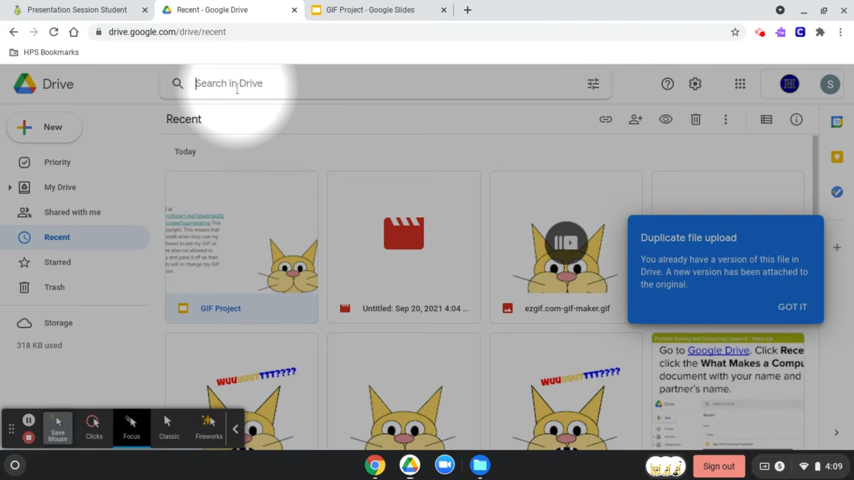 Presentation Session Student
Recent - Google Drive
GIF Project - Google Slides
drive.google.com/drive/recent
HPS Bookmarks
Drive
Search in Drive
S
New
Priority
My Drive
Shared with me
Recent
Starred
Trash
Storage
318 KB used
Recent
Today
GIF Project
Untitled: Sep 20, 2021 4:04 ...
ezgif.com-gif-maker.gif
Duplicate file upload
You already have a version of this file in
Drive. A new version has been attached to
the original.
GOT IT
WUUUUUTTT????
WUUUUUTTT????
Go to Google Drive. Click Rece
click the What Makes a Compu
document with your name and
partner's name.
Save
Mouse
Clicks
Focus
Classic
Fireworks
Sign out
4:09